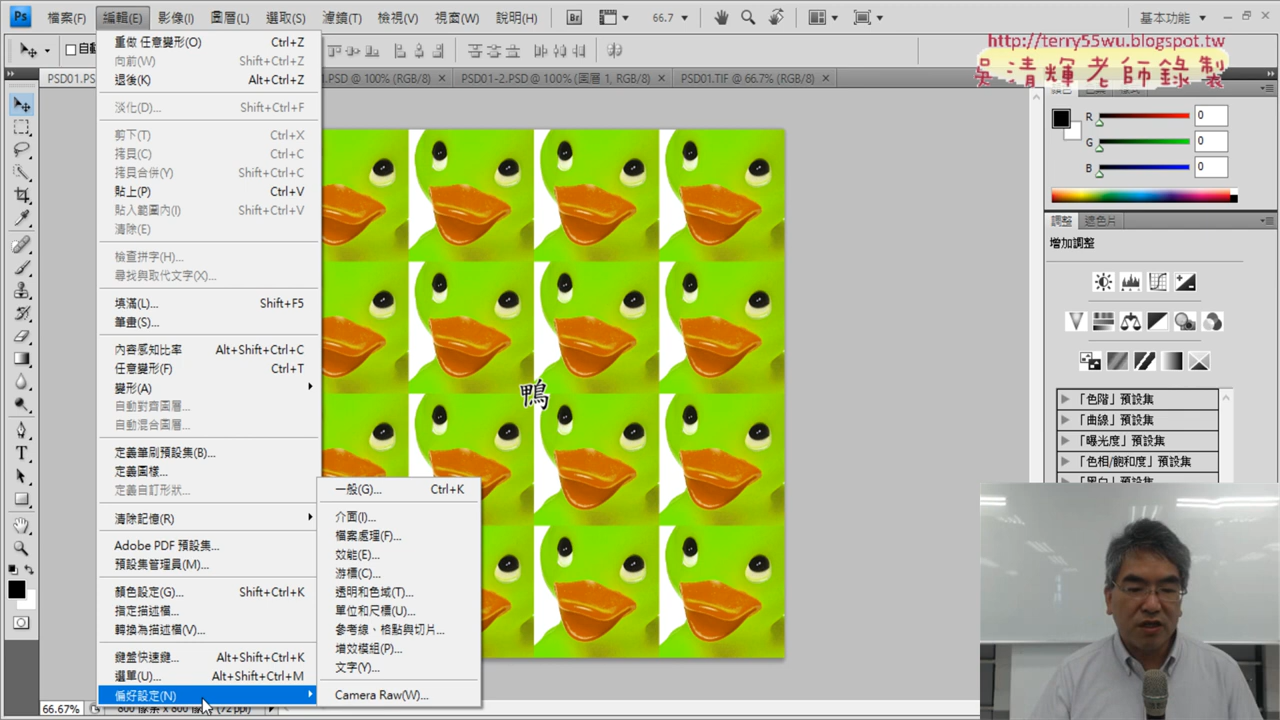 Ps 檔案(F) 編輯(E) 影像(I) 圖層(L) 選取(S) 濾鏡(T) 檢視(V) 視窗(W) 說明(H) Br 66.7 基本功能
http://terry55wu.blogspot.tw
吳清輝老師錄製
PSD01.PS .PSD @ 100% (RGB/8) PSD01-2.PSD @ 100% (圖層 1, RGB/8) PSD01.TIF @ 66.7% (RGB/8)
重做 任意變形(O) Ctrl+Z
向前(W) Shift+Ctrl+Z
退後(K) Alt+Ctrl+Z
淡化(D)... Shift+Ctrl+F
剪下(T) Ctrl+X
拷貝(C) Ctrl+C
拷貝合併(Y) Shift+Ctrl+C
貼上(P) Ctrl+V
貼入範圍內(I) Shift+Ctrl+V
清除(E)
檢查拼字(H)...
尋找與取代文字(X)...
填滿(L)... Shift+F5
筆畫(S)...
內容感知比率 Alt+Shift+Ctrl+C
任意變形(F) Ctrl+T
變形(A)
自動對齊圖層...
自動混合圖層...
定義筆刷預設集(B)...
定義圖樣...
定義自訂形狀...
清除記憶(R)
Adobe PDF 預設集...
預設集管理員(M)...
顏色設定(G)... Shift+Ctrl+K
指定描述檔...
轉換為描述檔(V)...
鍵盤快速鍵... Alt+Shift+Ctrl+K
選單(U)... Alt+Shift+Ctrl+M
偏好設定(N)
一般(G)... Ctrl+K
介面(I)...
檔案處理(F)...
效能(E)...
游標(C)...
透明和色域(T)...
單位和尺標(U)...
參考線、格點與切片...
增效模組(P)...
文字(Y)...
Camera Raw(W)...
鴨
R 0
G 0
B 0
調整 遮色片
增加調整
「色階」預設集
「曲線」預設集
「曝光度」預設集
「色相/飽和度」預設集
66.67% 800 像素 x 800 像素 (72 ppi)